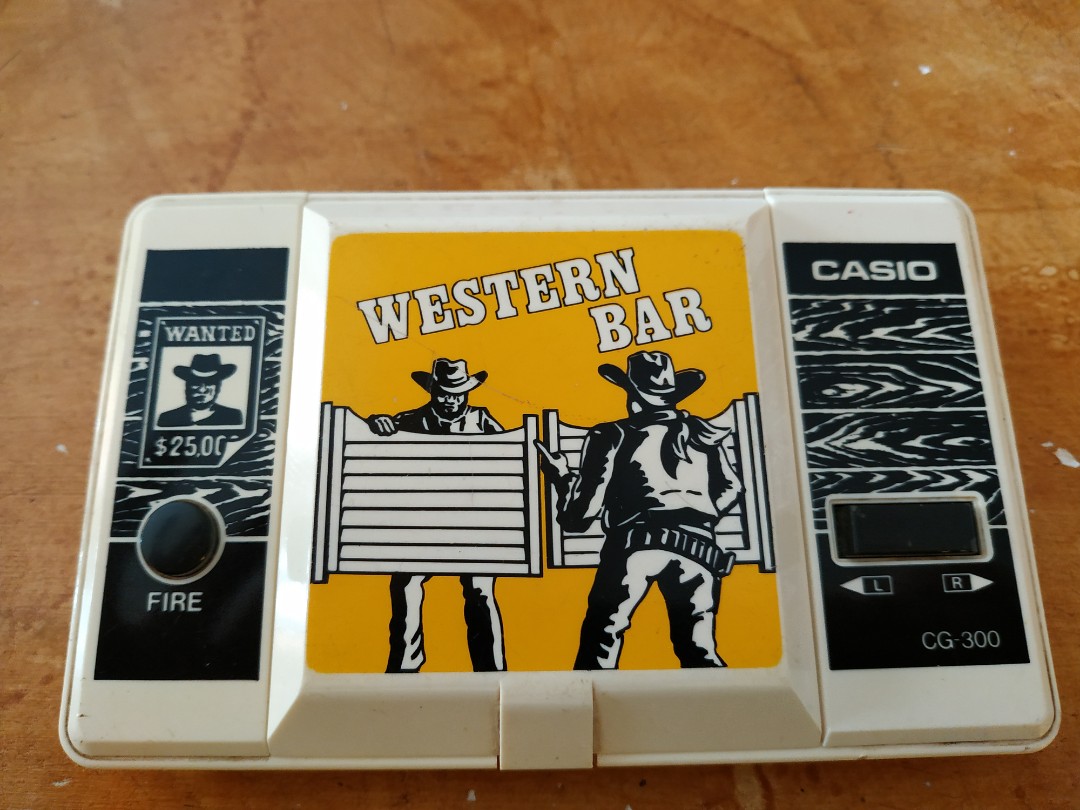 WESTERN
BAR
WANTED
$25,00
FIRE
CASIO
L R
CG-300